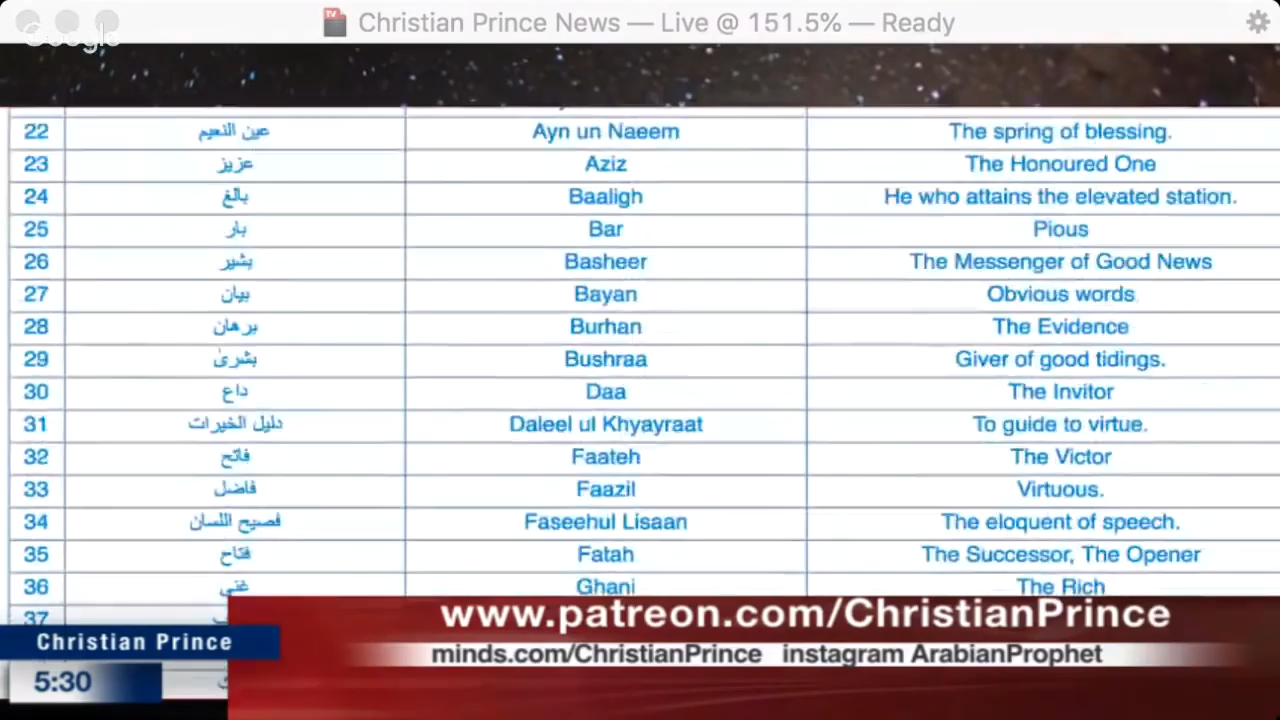 Christian Prince News — Live @ 151.5% — Ready
Google
22 عين النعيم Ayn un Naeem The spring of blessing.
23 عزيز Aziz The Honoured One
24 بالغ Baaligh He who attains the elevated station.
25 بار Bar Pious
26 بشير Basheer The Messenger of Good News
27 بيان Bayan Obvious words
28 برهان Burhan The Evidence
29 بشرىٰ Bushraa Giver of good tidings.
30 داع Daa The Invitor
31 دليل الخيرات Daleel ul Khyayraat To guide to virtue.
32 فاتح Faateh The Victor
33 فاضل Faazil Virtuous.
34 فصيح اللسان Faseehul Lisaan The eloquent of speech.
35 فتاح Fatah The Successor, The Opener
36 غني Ghani The Rich
37
www.patreon.com/ChristianPrince
Christian Prince
minds.com/ChristianPrince instagram ArabianProphet
5:30